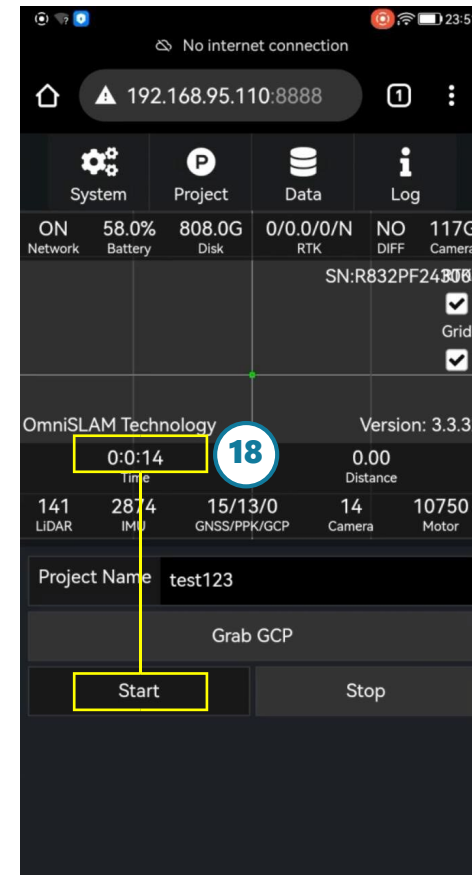 23:5
No internet connection
192.168.95.110:8888
1
P
System Project Data Log
ON 58.0% 808.0G 0/0.0/0/N NO 117G
Network Battery Disk RTK DIFF Camera
SN:R832PF24
Grid
OmniSLAM Technology Version: 3.3.3
0:0:14 18 0.00
Time Distance
141 2874 15/13/0 14 10750
LiDAR IMU GNSS/PPK/GCP Camera Motor
Project Name test123
Grab GCP
Start Stop